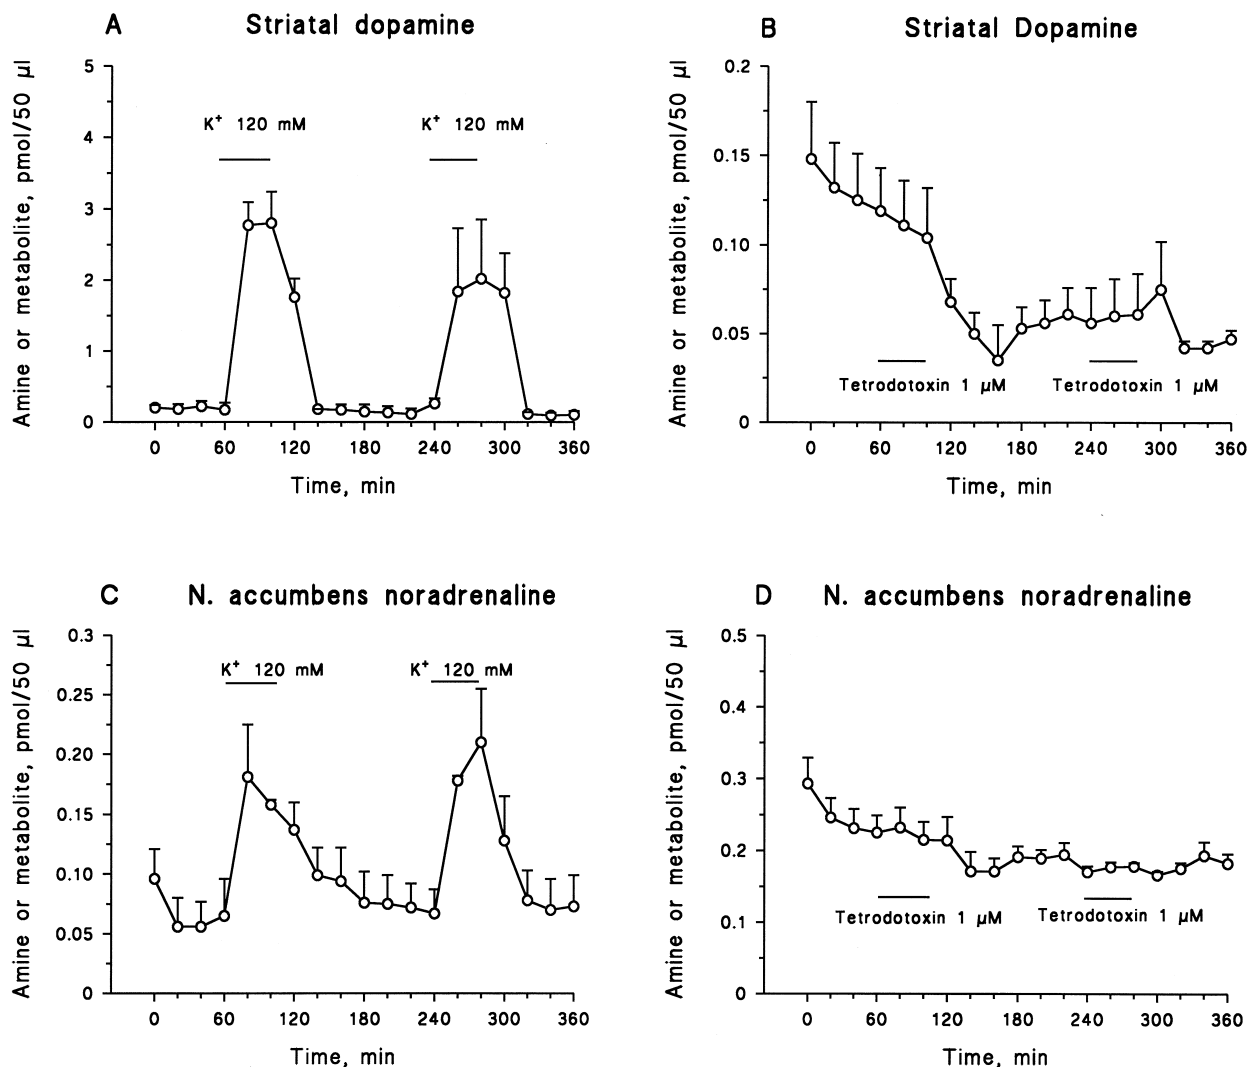 A Striatal dopamine
Amine or metabolite, pmol/50 µl
5
4
3
2
1
0
K⁺ 120 mM K⁺ 120 mM
0 60 120 180 240 300 360
Time, min
B Striatal Dopamine
Amine or metabolite, pmol/50 µl
0.2
0.15
0.10
0.05
0
Tetrodotoxin 1 µM Tetrodotoxin 1 µM
0 60 120 180 240 300 360
Time, min
C N. accumbens noradrenaline
Amine or metabolite, pmol/50 µl
0.3
0.25
0.20
0.15
0.10
0.05
0
K⁺ 120 mM K⁺ 120 mM
0 60 120 180 240 300 360
Time, min
D N. accumbens noradrenaline
Amine or metabolite, pmol/50 µl
0.5
0.4
0.3
0.2
0.1
0
Tetrodotoxin 1 µM Tetrodotoxin 1 µM
0 60 120 180 240 300 360
Time, min